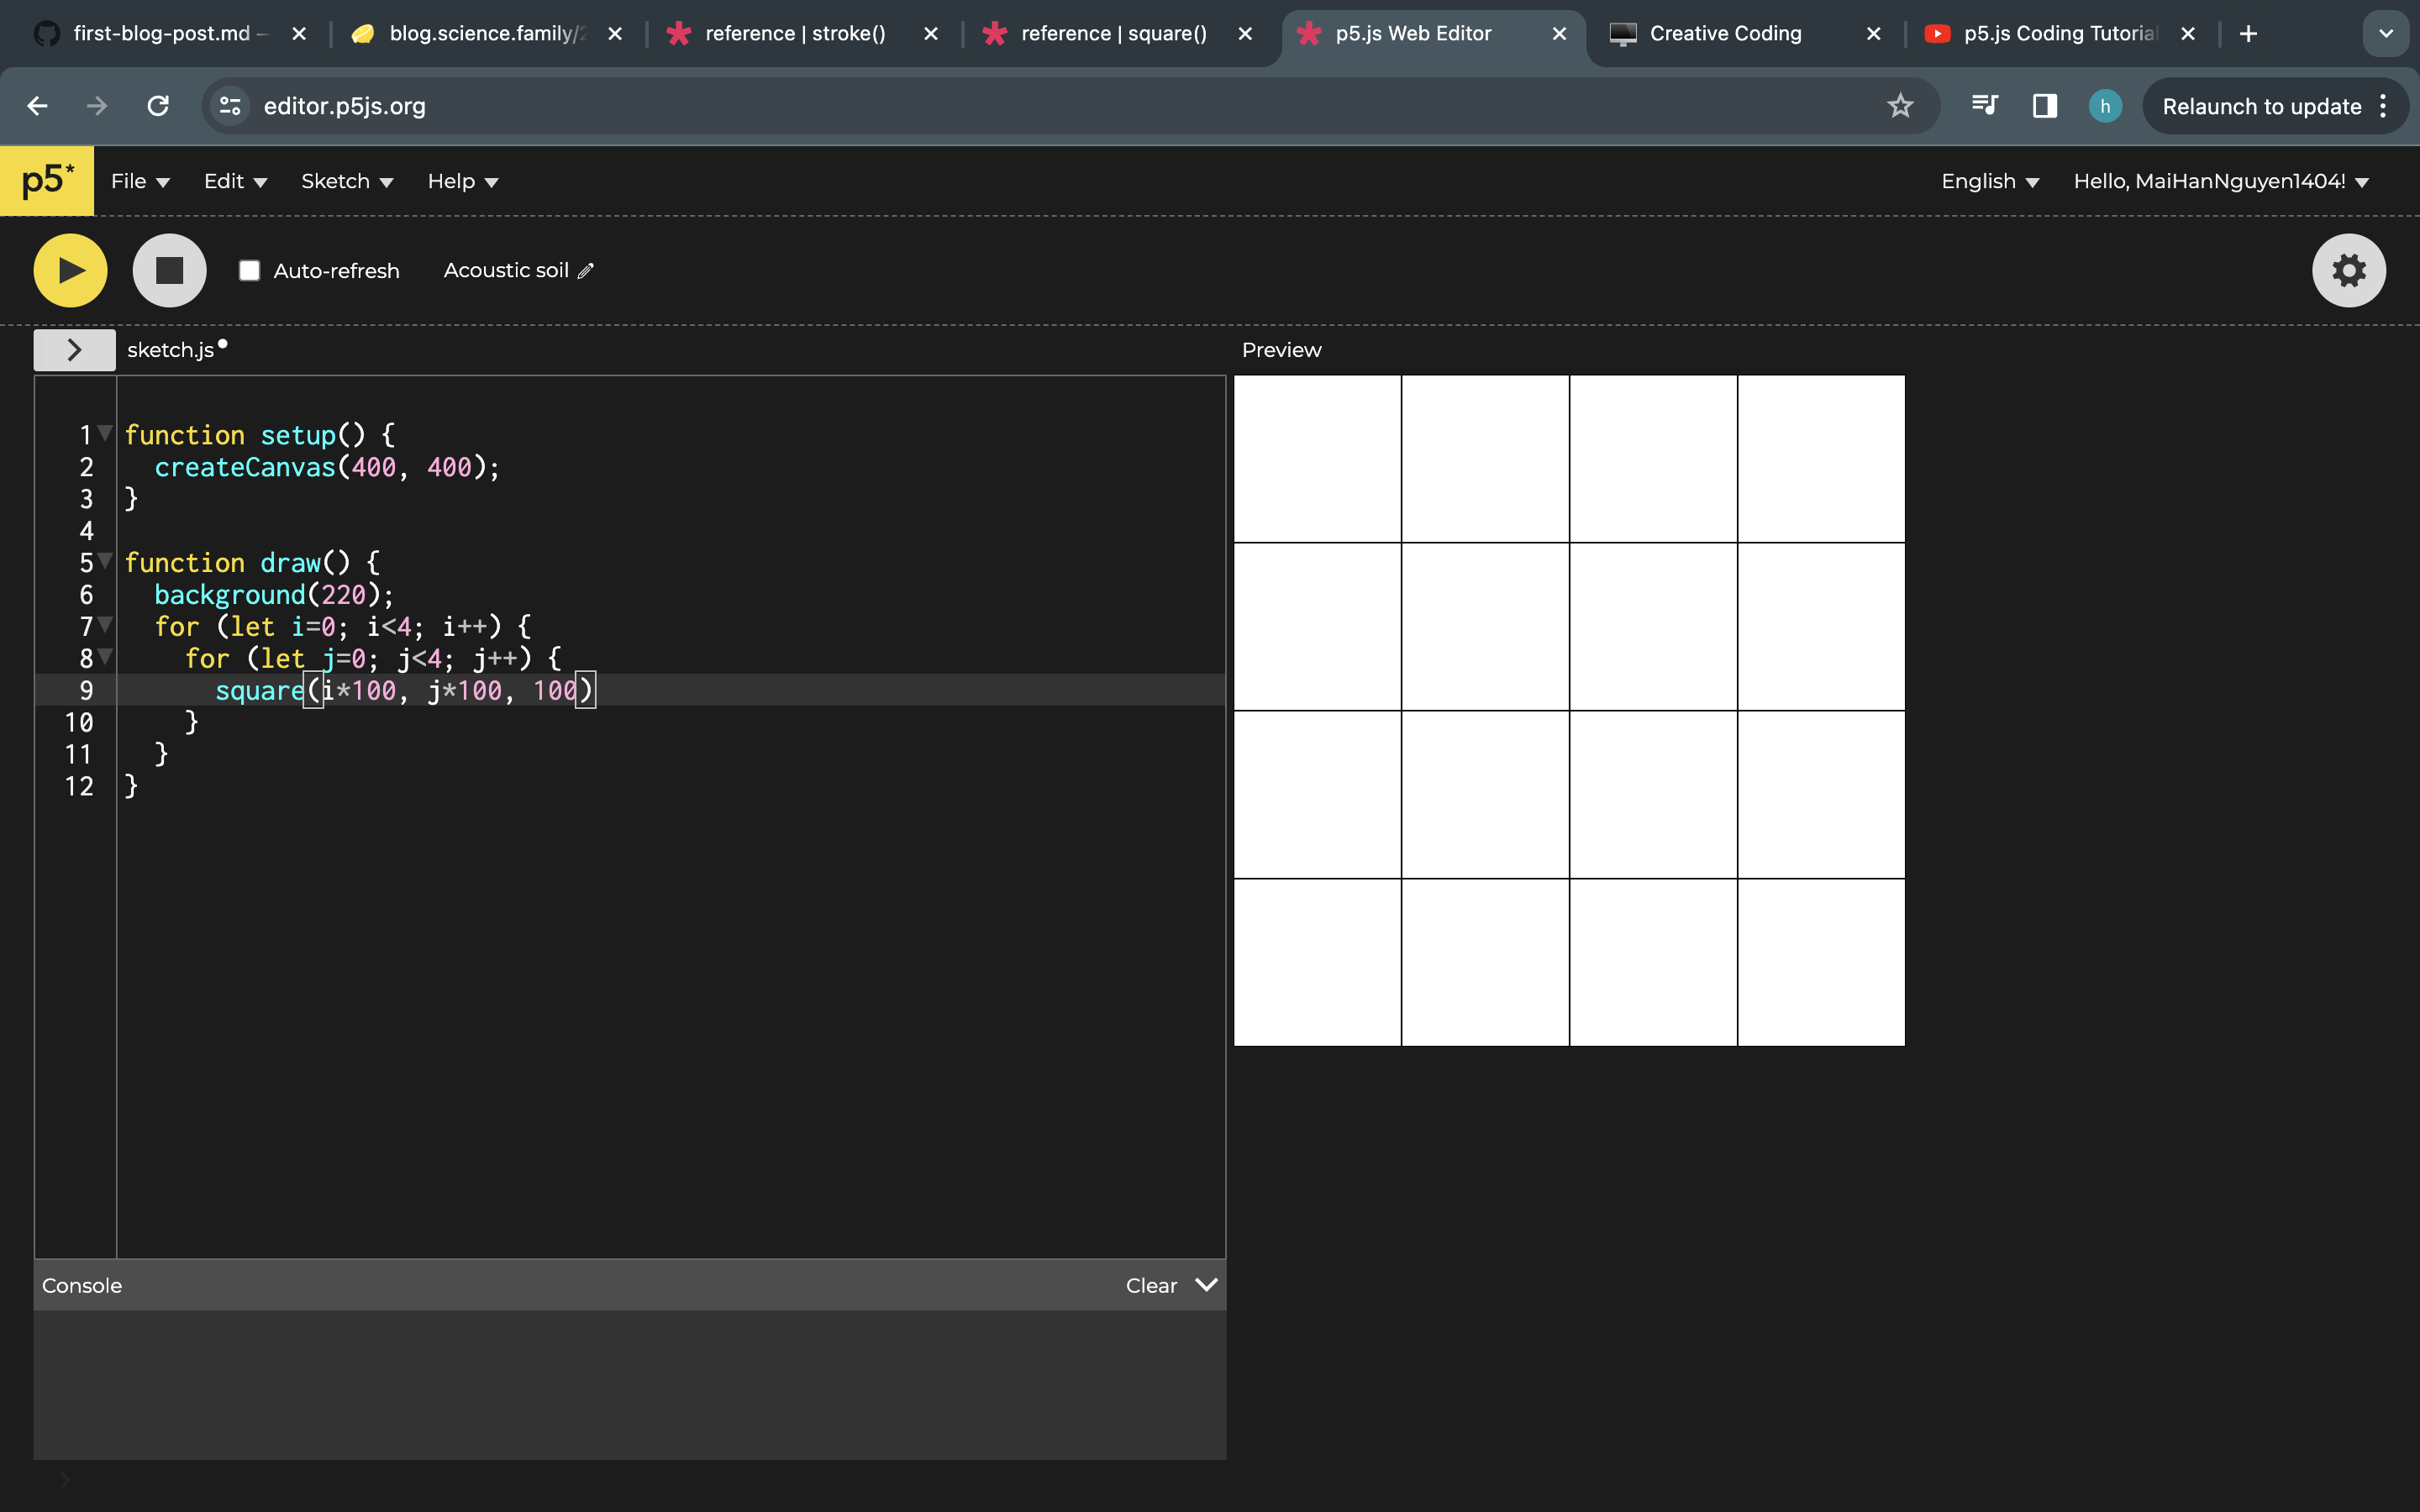 first-blog-post.md –
blog.science.family/2
reference | stroke()
reference | square()
p5.js Web Editor
Creative Coding
p5.js Coding Tutorial
editor.p5js.org
h
Relaunch to update
p5*
File
Edit
Sketch
Help
English
Hello, MaiHanNguyen1404!
Auto-refresh
Acoustic soil
sketch.js
Preview
1 function setup() {
2   createCanvas(400, 400);
3 }
4
5 function draw() {
6   background(220);
7   for (let i=0; i<4; i++) {
8     for (let j=0; j<4; j++) {
9       square(i*100, j*100, 100)
10     }
11   }
12 }
Console
Clear